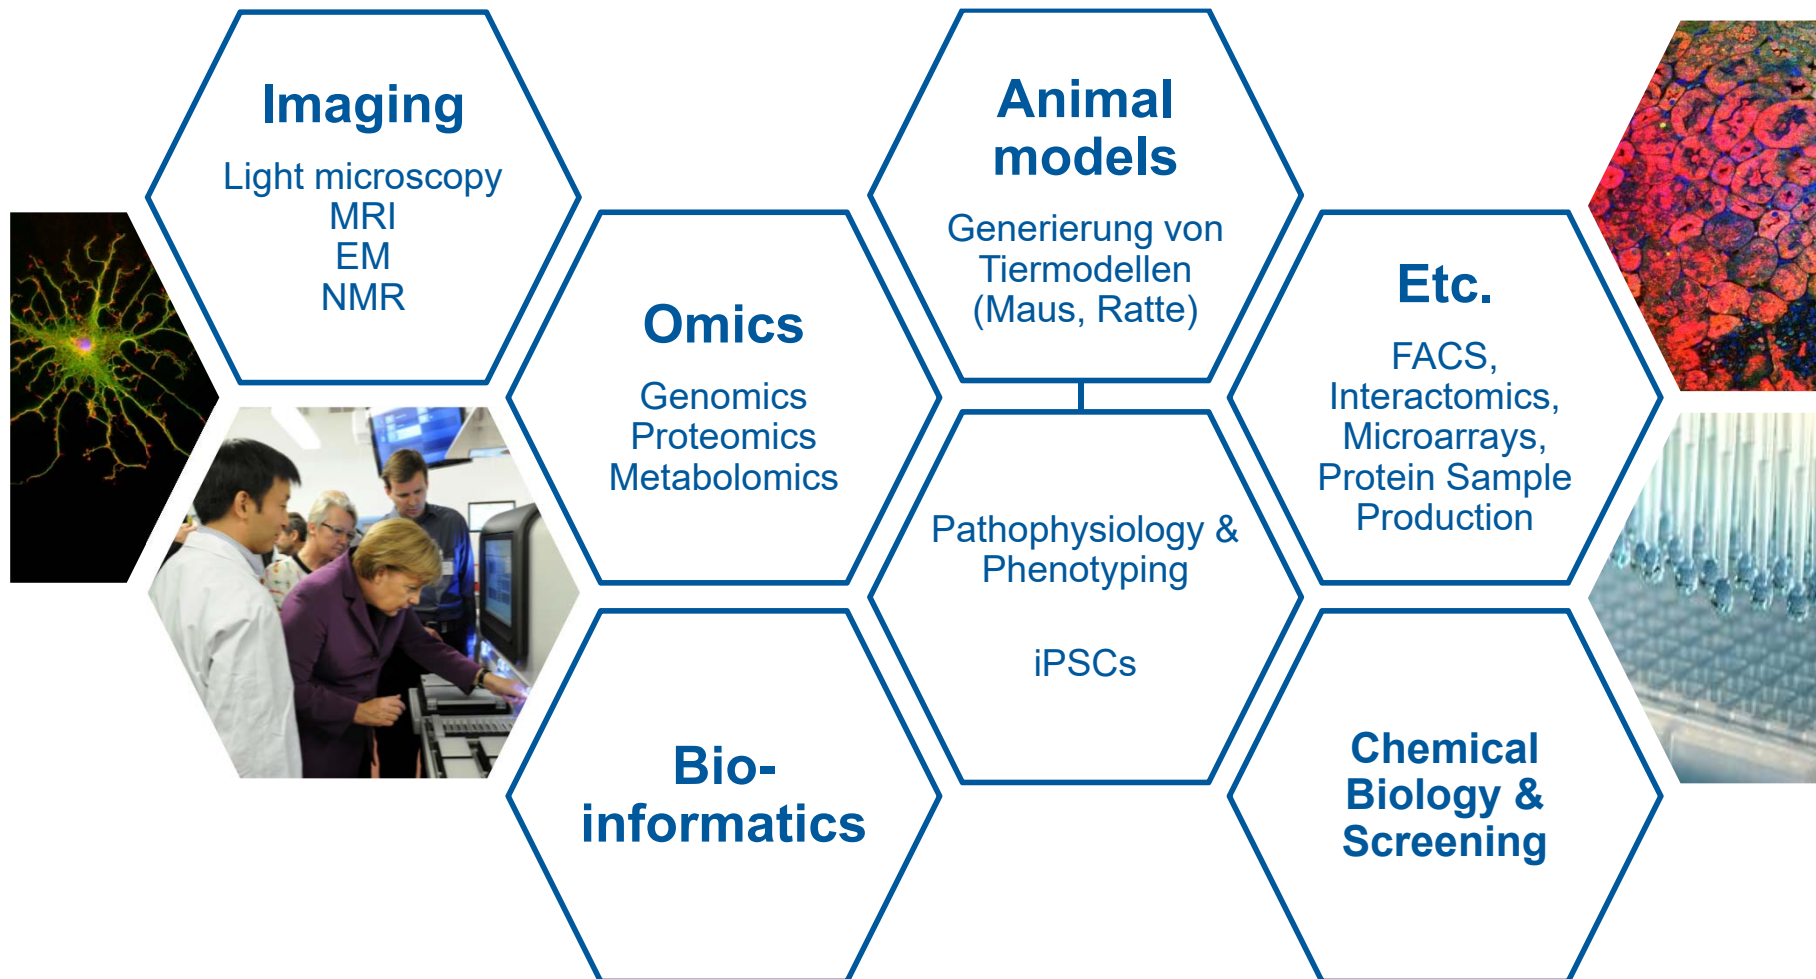 Imaging
Light microscopy
MRI
EM
NMR
Omics
Genomics
Proteomics
Metabolomics
Bio-
informatics
Animal
models
Generierung von
Tiermodellen
(Maus, Ratte)
Pathophysiology &
Phenotyping
iPSCs
Etc.
FACS,
Interactomics,
Microarrays,
Protein Sample
Production
Chemical
Biology &
Screening